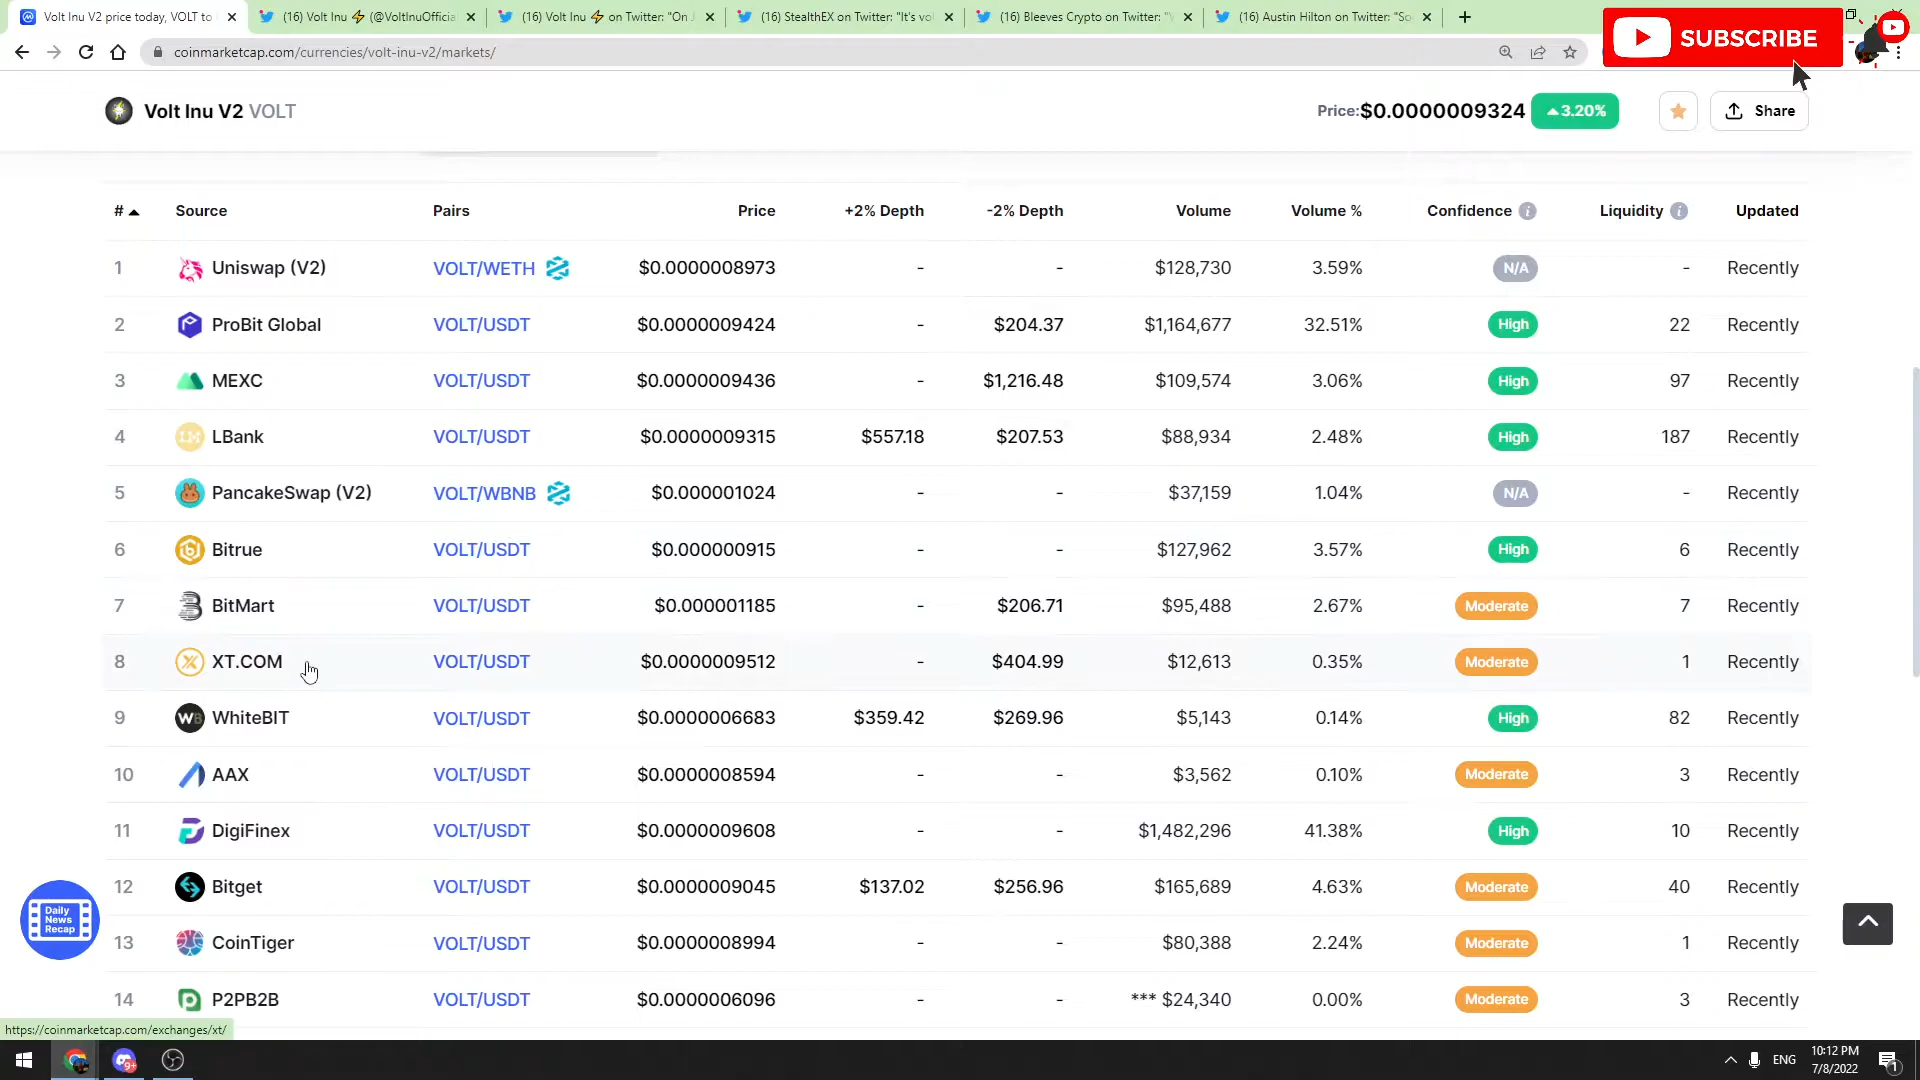 Volt Inu V2 price today, VOLT to
(16) Volt Inu ⚡ (@VoltInuOfficia
(16) Volt Inu ⚡ on Twitter: "On J
(16) StealthEX on Twitter: "It's vol
(16) Bleeves Crypto on Twitter: "V
(16) Austin Hilton on Twitter: "So
coinmarketcap.com/currencies/volt-inu-v2/markets/
SUBSCRIBE
Volt Inu V2 VOLT
Price:$0.0000009324 3.20% Share
# Source Pairs Price +2% Depth -2% Depth Volume Volume % Confidence Liquidity Updated
1 Uniswap (V2) VOLT/WETH $0.0000008973 - - $128,730 3.59% N/A - Recently
2 ProBit Global VOLT/USDT $0.0000009424 - $204.37 $1,164,677 32.51% High 22 Recently
3 MEXC VOLT/USDT $0.0000009436 - $1,216.48 $109,574 3.06% High 97 Recently
4 LBank VOLT/USDT $0.0000009315 $557.18 $207.53 $88,934 2.48% High 187 Recently
5 PancakeSwap (V2) VOLT/WBNB $0.000001024 - - $37,159 1.04% N/A - Recently
6 Bitrue VOLT/USDT $0.000000915 - - $127,962 3.57% High 6 Recently
7 BitMart VOLT/USDT $0.000001185 - $206.71 $95,488 2.67% Moderate 7 Recently
8 XT.COM VOLT/USDT $0.0000009512 - $404.99 $12,613 0.35% Moderate 1 Recently
9 WhiteBIT VOLT/USDT $0.0000006683 $359.42 $269.96 $5,143 0.14% High 82 Recently
10 AAX VOLT/USDT $0.0000008594 - - $3,562 0.10% Moderate 3 Recently
11 DigiFinex VOLT/USDT $0.0000009608 - - $1,482,296 41.38% High 10 Recently
12 Bitget VOLT/USDT $0.0000009045 $137.02 $256.96 $165,689 4.63% Moderate 40 Recently
13 CoinTiger VOLT/USDT $0.0000008994 - - $80,388 2.24% Moderate 1 Recently
14 P2PB2B VOLT/USDT $0.0000006096 - - *** $24,340 0.00% Moderate 3 Recently
Daily
News
Recap
https://coinmarketcap.com/exchanges/xt/
9+
ENG
10:12 PM
7/8/2022
1